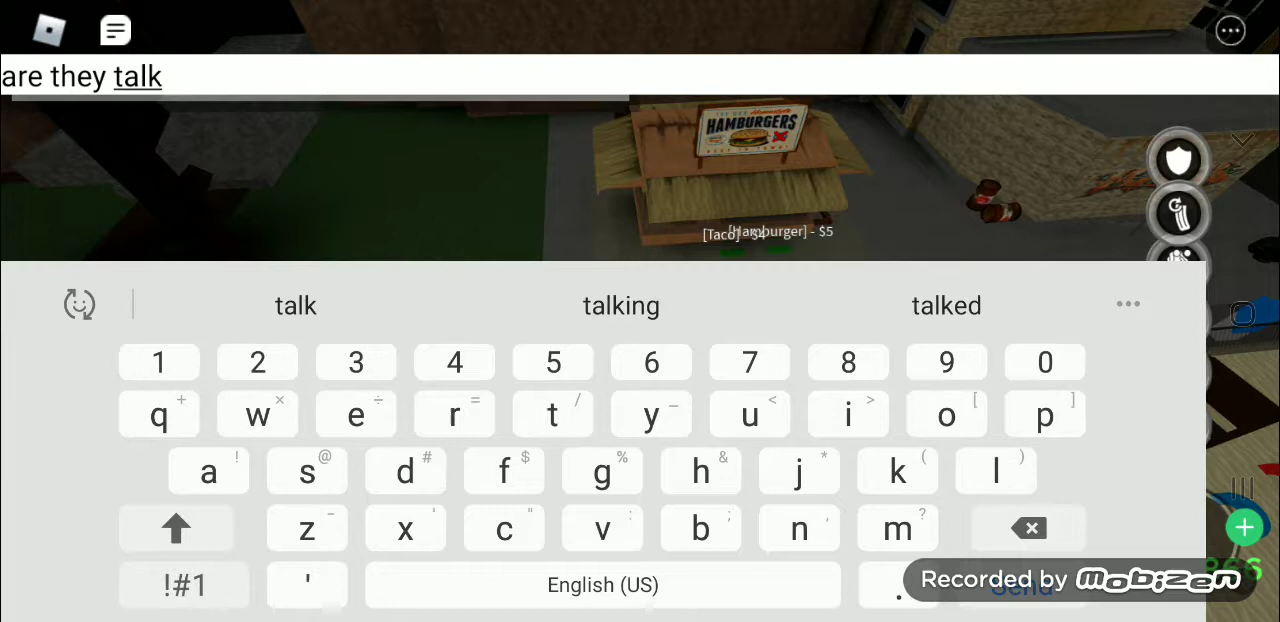 are they talk
HAMBURGERS
[Hamburger] - $5
[Taco]
talk talking talked
1 2 3 4 5 6 7 8 9 0
q + w × e ÷ r = t / y _ u < i > o [ p ]
a ! s @ d # f $ g % h & j * k ( l )
z - x ' c " v : b ; n , m ?
!#1 ' English (US) . Send
Recorded by mobizen